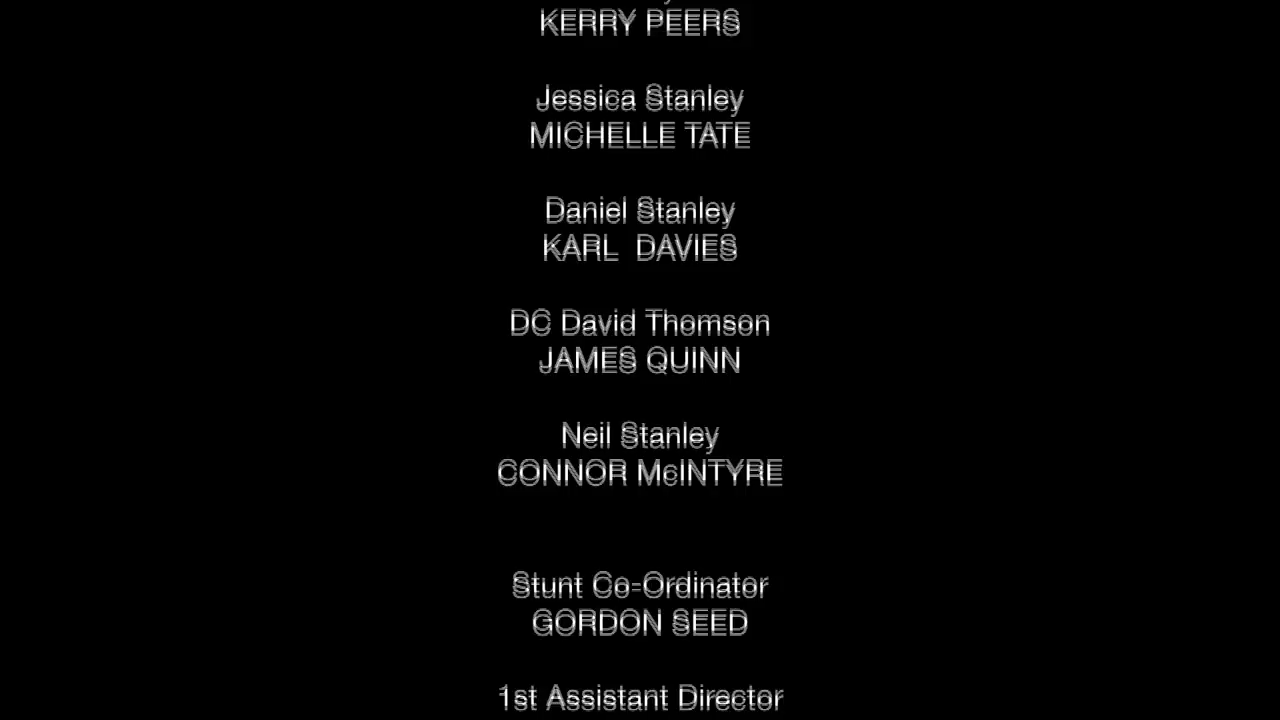 KERRY PEERS
Jessica Stanley
MICHELLE TATE
Daniel Stanley
KARL DAVIES
DC David Thomson
JAMES QUINN
Neil Stanley
CONNOR McINTYRE
Stunt Co-Ordinator
GORDON SEED
1st Assistant Director